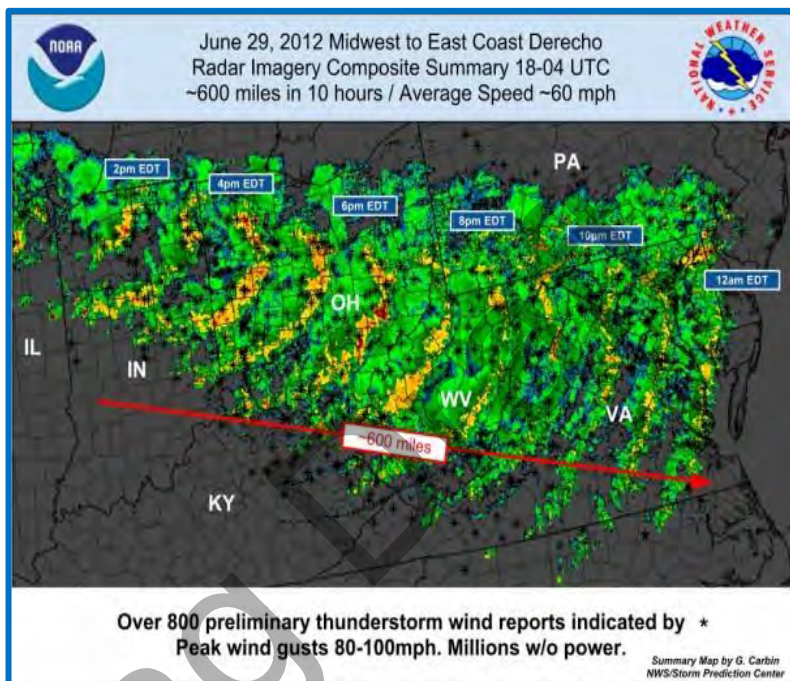 NOAA
June 29, 2012 Midwest to East Coast Derecho
Radar Imagery Composite Summary 18-04 UTC
~600 miles in 10 hours / Average Speed ~60 mph
NATIONAL WEATHER SERVICE
PA
2pm EDT
4pm EDT
6pm EDT
8pm EDT
10pm EDT
12am EDT
OH
IL
IN
WV
VA
~600 miles
KY
Over 800 preliminary thunderstorm wind reports indicated by *
Peak wind gusts 80-100mph. Millions w/o power.
Summary Map by G. Carbin
NWS/Storm Prediction Center